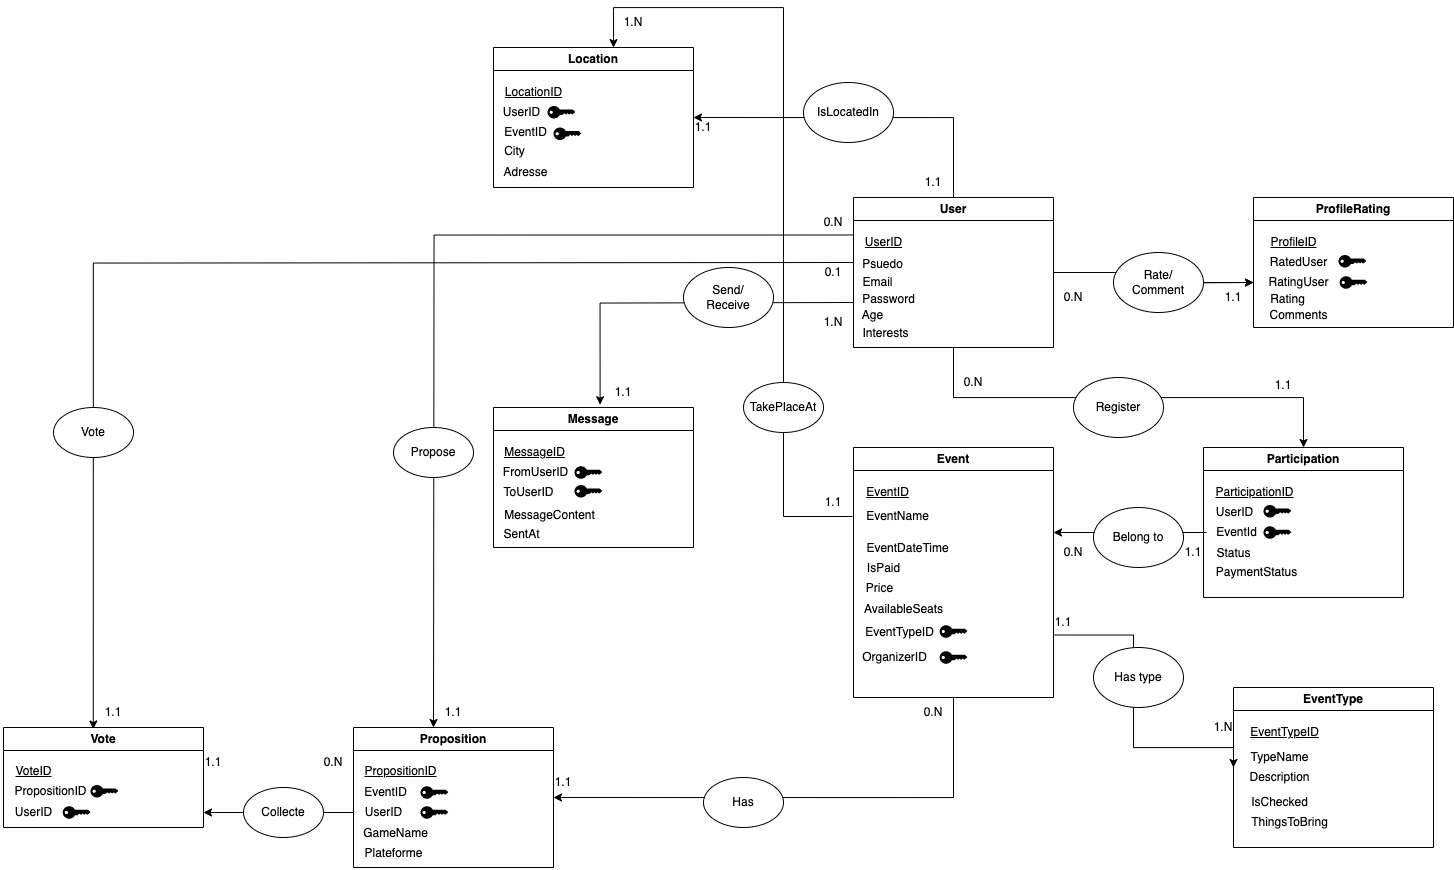 1.N
Location
LocationID
UserID
EventID
City
Adresse
1.1
IsLocatedIn
1.1
User
UserID
Psuedo
Email
Password
Age
Interests
0.N
0.1
1.N
Send/
Receive
0.N
Rate/
Comment
1.1
ProfileRating
ProfileID
RatedUser
RatingUser
Rating
Comments
0.N
Register
1.1
1.1
Message
MessageID
FromUserID
ToUserID
MessageContent
SentAt
TakePlaceAt
1.1
Vote
Propose
Event
EventID
EventName
EventDateTime
IsPaid
Price
AvailableSeats
EventTypeID
OrganizerID
0.N
Belong to
1.1
Participation
ParticipationID
UserID
EventId
Status
PaymentStatus
1.1
Has type
1.N
EventType
EventTypeID
TypeName
Description
IsChecked
ThingsToBring
0.N
Has
1.1
1.1
Proposition
PropositionID
EventID
UserID
GameName
Plateforme
0.N
Collecte
1.1
1.1
Vote
VoteID
PropositionID
UserID